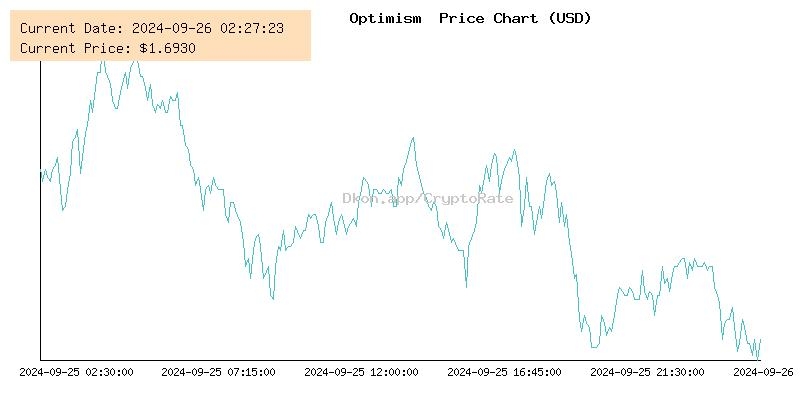 Optimism Price Chart (USD)
Current Date: 2024-09-26 02:27:23
Current Price: $1.6930
Dkon.app/CryptoRate
2024-09-25 02:30:00 2024-09-25 07:15:00 2024-09-25 12:00:00 2024-09-25 16:45:00 2024-09-25 21:30:00 2024-09-26